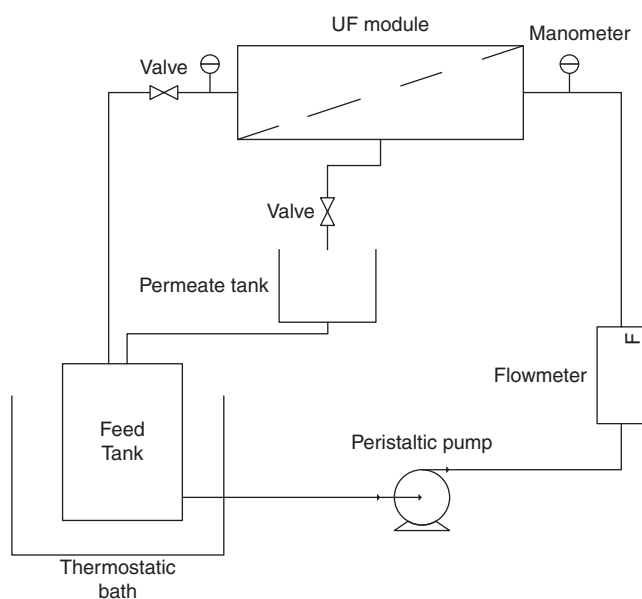 UF module
Manometer
Valve
Valve
Permeate tank
F
Flowmeter
Feed
Tank
Peristaltic pump
Thermostatic
bath